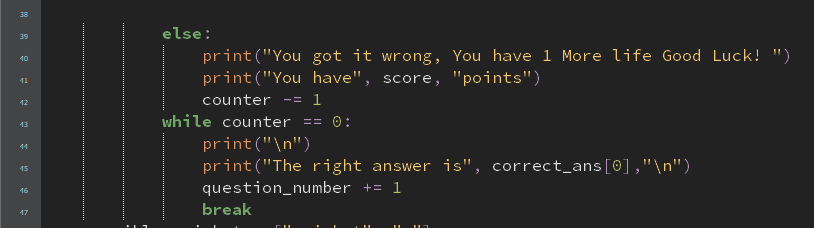 38
39 else:
40 print("You got it wrong, You have 1 More life Good Luck! ")
41 print("You have", score, "points")
42 counter -= 1
43 while counter == 0:
44 print("\n")
45 print("The right answer is", correct_ans[0],"\n")
46 question_number += 1
47 break